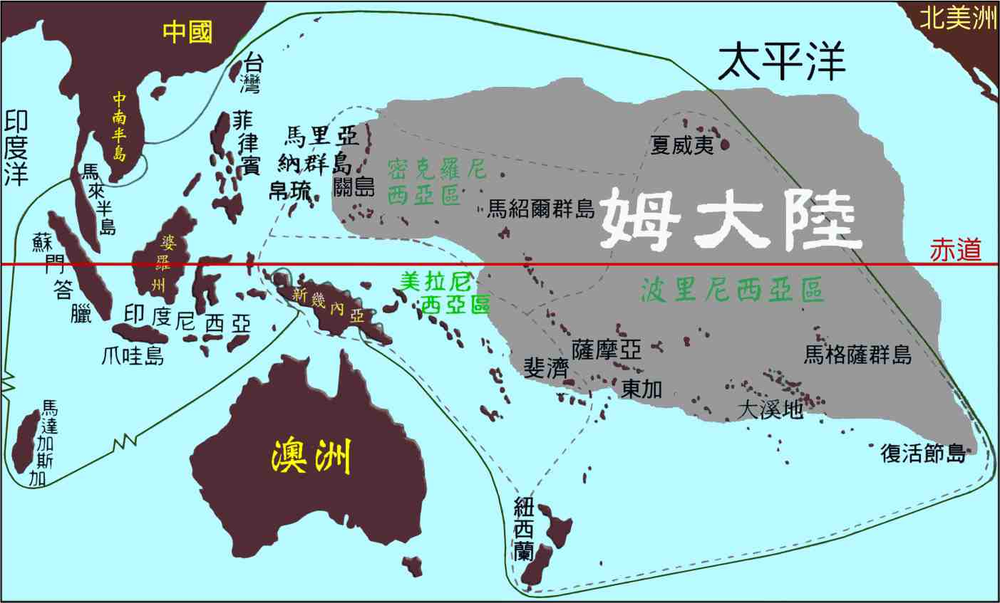 北美洲
中國
太平洋
台灣
中南半島
印度洋
菲律賓
馬里亞
納群島
夏威夷
馬來半島
密克羅尼
西亞區
關島
帛琉
馬紹爾群島
姆大陸
蘇門答臘
婆羅州
赤道
美拉尼
西亞區
波里尼西亞區
新幾內亞
印度尼西亞
爪哇島
薩摩亞
馬格薩群島
斐濟
東加
大溪地
馬達加斯加
澳洲
復活節島
紐西蘭